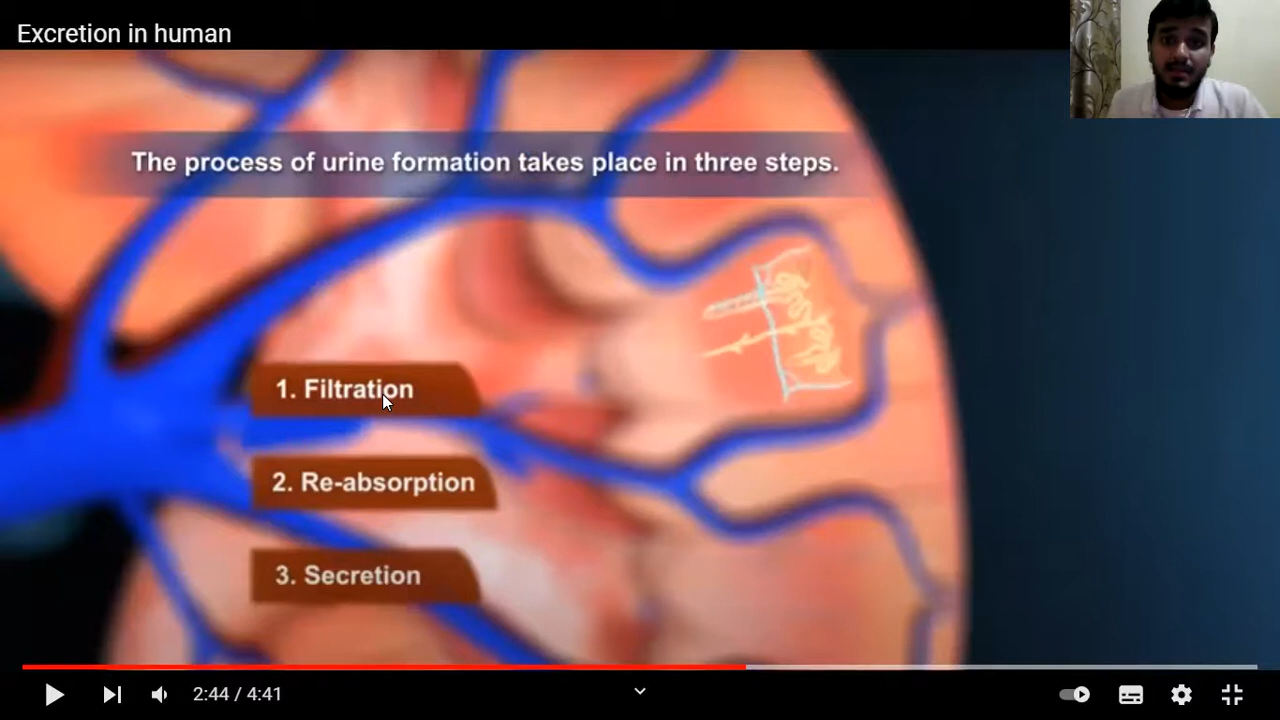 Excretion in human
The process of urine formation takes place in three steps.
1. Filtration
2. Re-absorption
3. Secretion
2:44 / 4:41